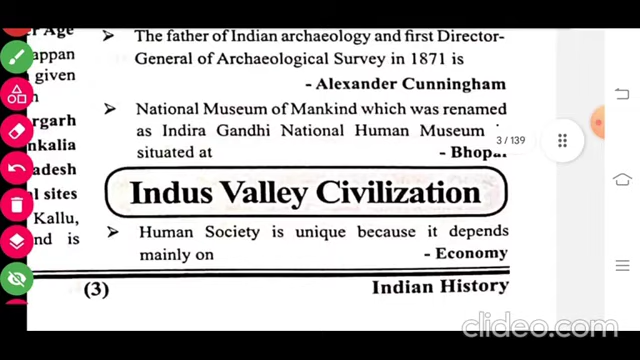 er Age
appan
given
n
rgarh
nkalia
adesh
al sites
Kallu,
nd is
➤ The father of Indian archaeology and first Director-
General of Archaeological Survey in 1871 is
- Alexander Cunningham
➤ National Museum of Mankind which was renamed
as Indira Gandhi National Human Museum
situated at - Bhopal
3 / 139
Indus Valley Civilization
➤ Human Society is unique because it depends
mainly on - Economy
(3) Indian History
clideo.com